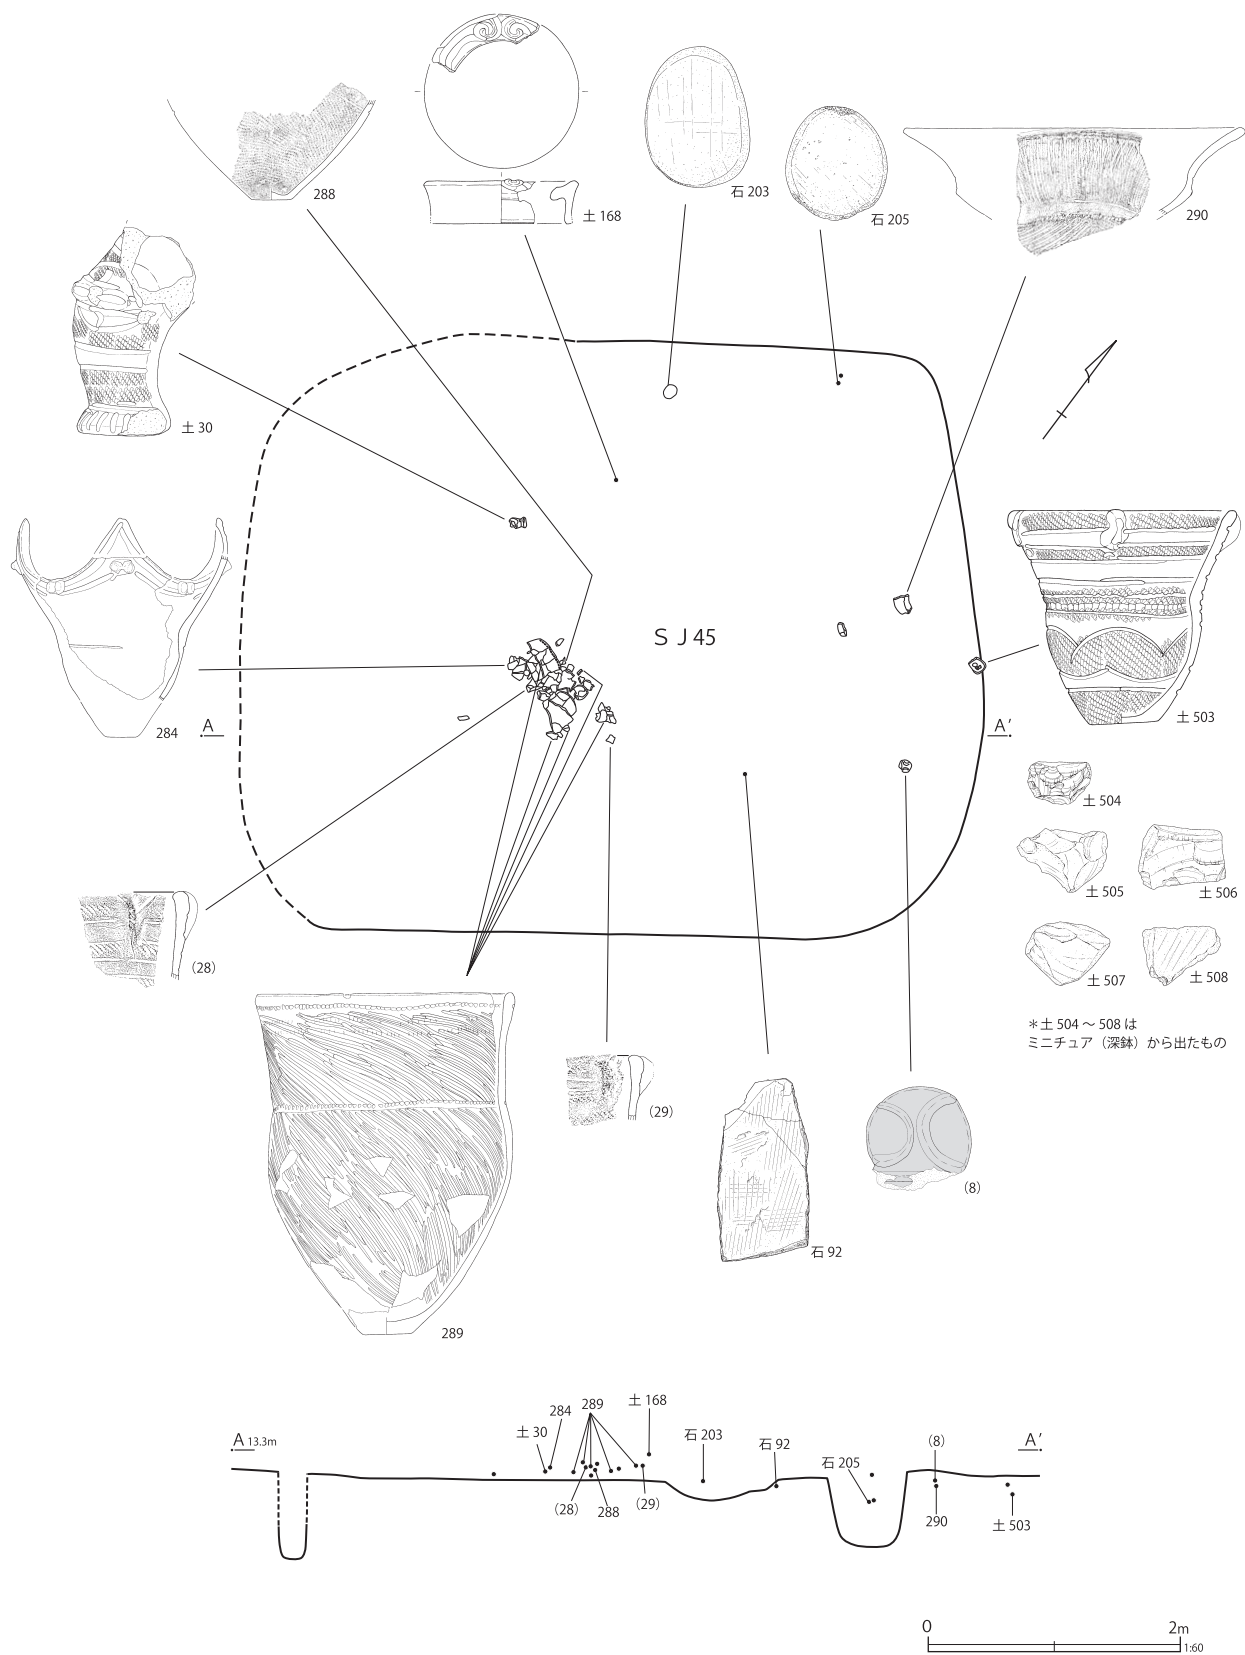 288
土 168
石 203
石 205
290
土 30
ＳＪ45
284
A
A′
土 503
土 504
土 505
土 506
土 507
土 508
＊土 504 ～ 508 は
ミニチュア（深鉢）から出たもの
（28）
（29）
（8）
石 92
289
A 13.3m
土 30
284
289
土 168
石 203
石 92
石 205
（8）
A′
（28）
288
（29）
290
土 503
0
2m
1:60